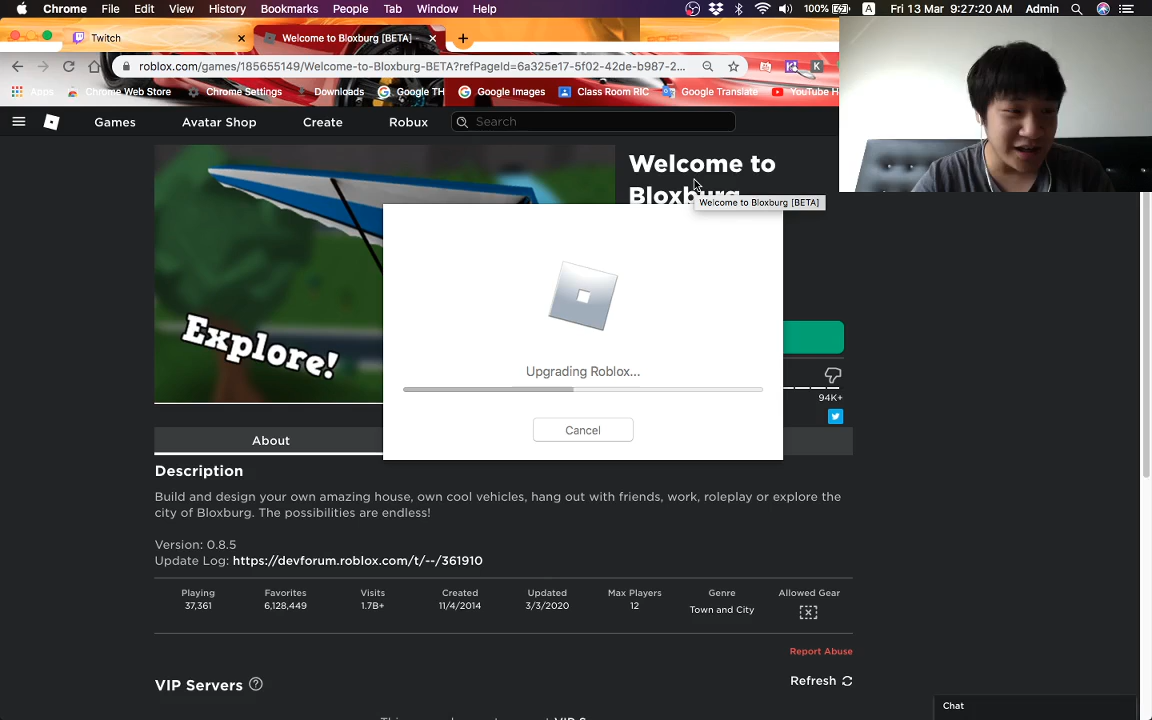 Chrome File Edit View History Bookmarks People Tab Window Help 100% A Fri 13 Mar 9:27:20 AM Admin
Twitch Welcome to Bloxburg [BETA] -
roblox.com/games/185655149/Welcome-to-Bloxburg-BETA?refPageId=6a325e17-5f02-42de-b987-2... K
Apps Chrome Web Store Chrome Settings Downloads Google TH Google Images Class Room RIC Google Translate YouTube H
Games Avatar Shop Create Robux Search
Welcome to
Bloxburg
Welcome to Bloxburg [BETA]
Explore!
Upgrading Roblox...
Cancel
94K+
About
Description
Build and design your own amazing house, own cool vehicles, hang out with friends, work, roleplay or explore the
city of Bloxburg. The possibilities are endless!
Version: 0.8.5
Update Log: https://devforum.roblox.com/t/--/361910
Playing Favorites Visits Created Updated Max Players Genre Allowed Gear
37,361 6,128,449 1.7B+ 11/4/2014 3/3/2020 12 Town and City
Report Abuse
VIP Servers ? Refresh
Chat